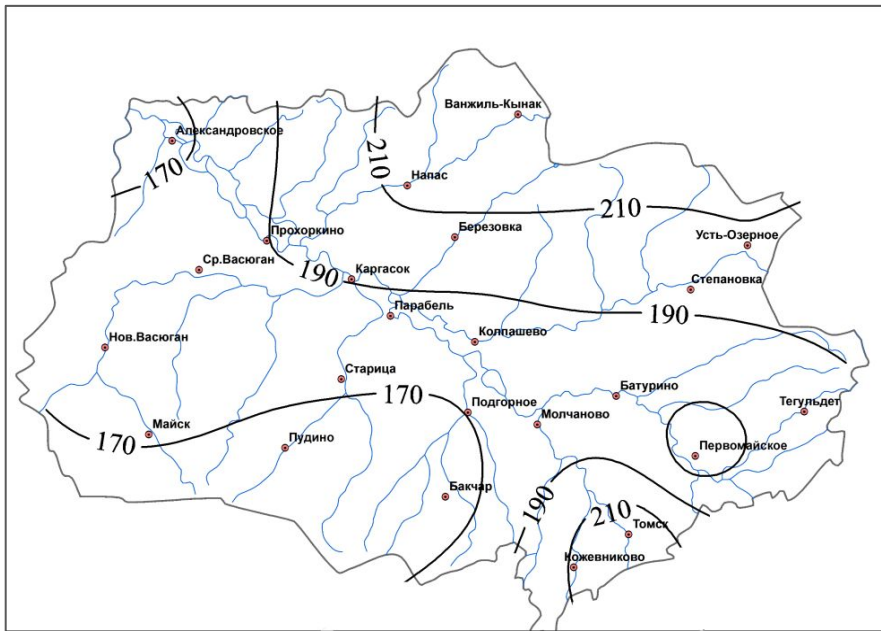 Ванжиль-Кынак
Александровское
170
210
Напас
210
Прохоркино
Березовка
Усть-Озерное
Ср.Васюган
190
Каргасок
Степановка
Парабель
190
Нов.Васюган
Колпашево
Старица
170
Батурино
Подгорное
Тегульдет
Майск
170
Молчаново
Пудино
Первомайское
Бакчар
190
210
Томск
Кожевниково